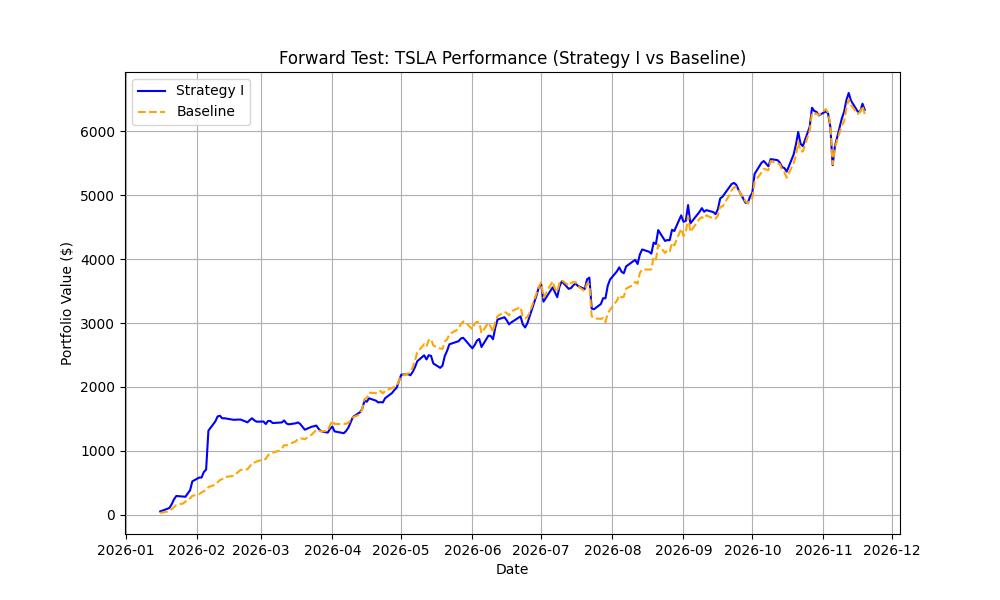 Forward Test: TSLA Performance (Strategy I vs Baseline)
Strategy I
Baseline
Portfolio Value ($)
6000
5000
4000
3000
2000
1000
0
2026-01 2026-02 2026-03 2026-04 2026-05 2026-06 2026-07 2026-08 2026-09 2026-10 2026-11 2026-12
Date